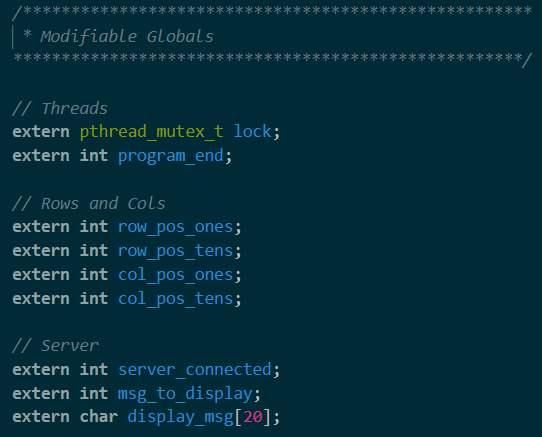 /*****************************************************
 * Modifiable Globals
*****************************************************/
// Threads
extern pthread_mutex_t lock;
extern int program_end;
// Rows and Cols
extern int row_pos_ones;
extern int row_pos_tens;
extern int col_pos_ones;
extern int col_pos_tens;
// Server
extern int server_connected;
extern int msg_to_display;
extern char display_msg[20];